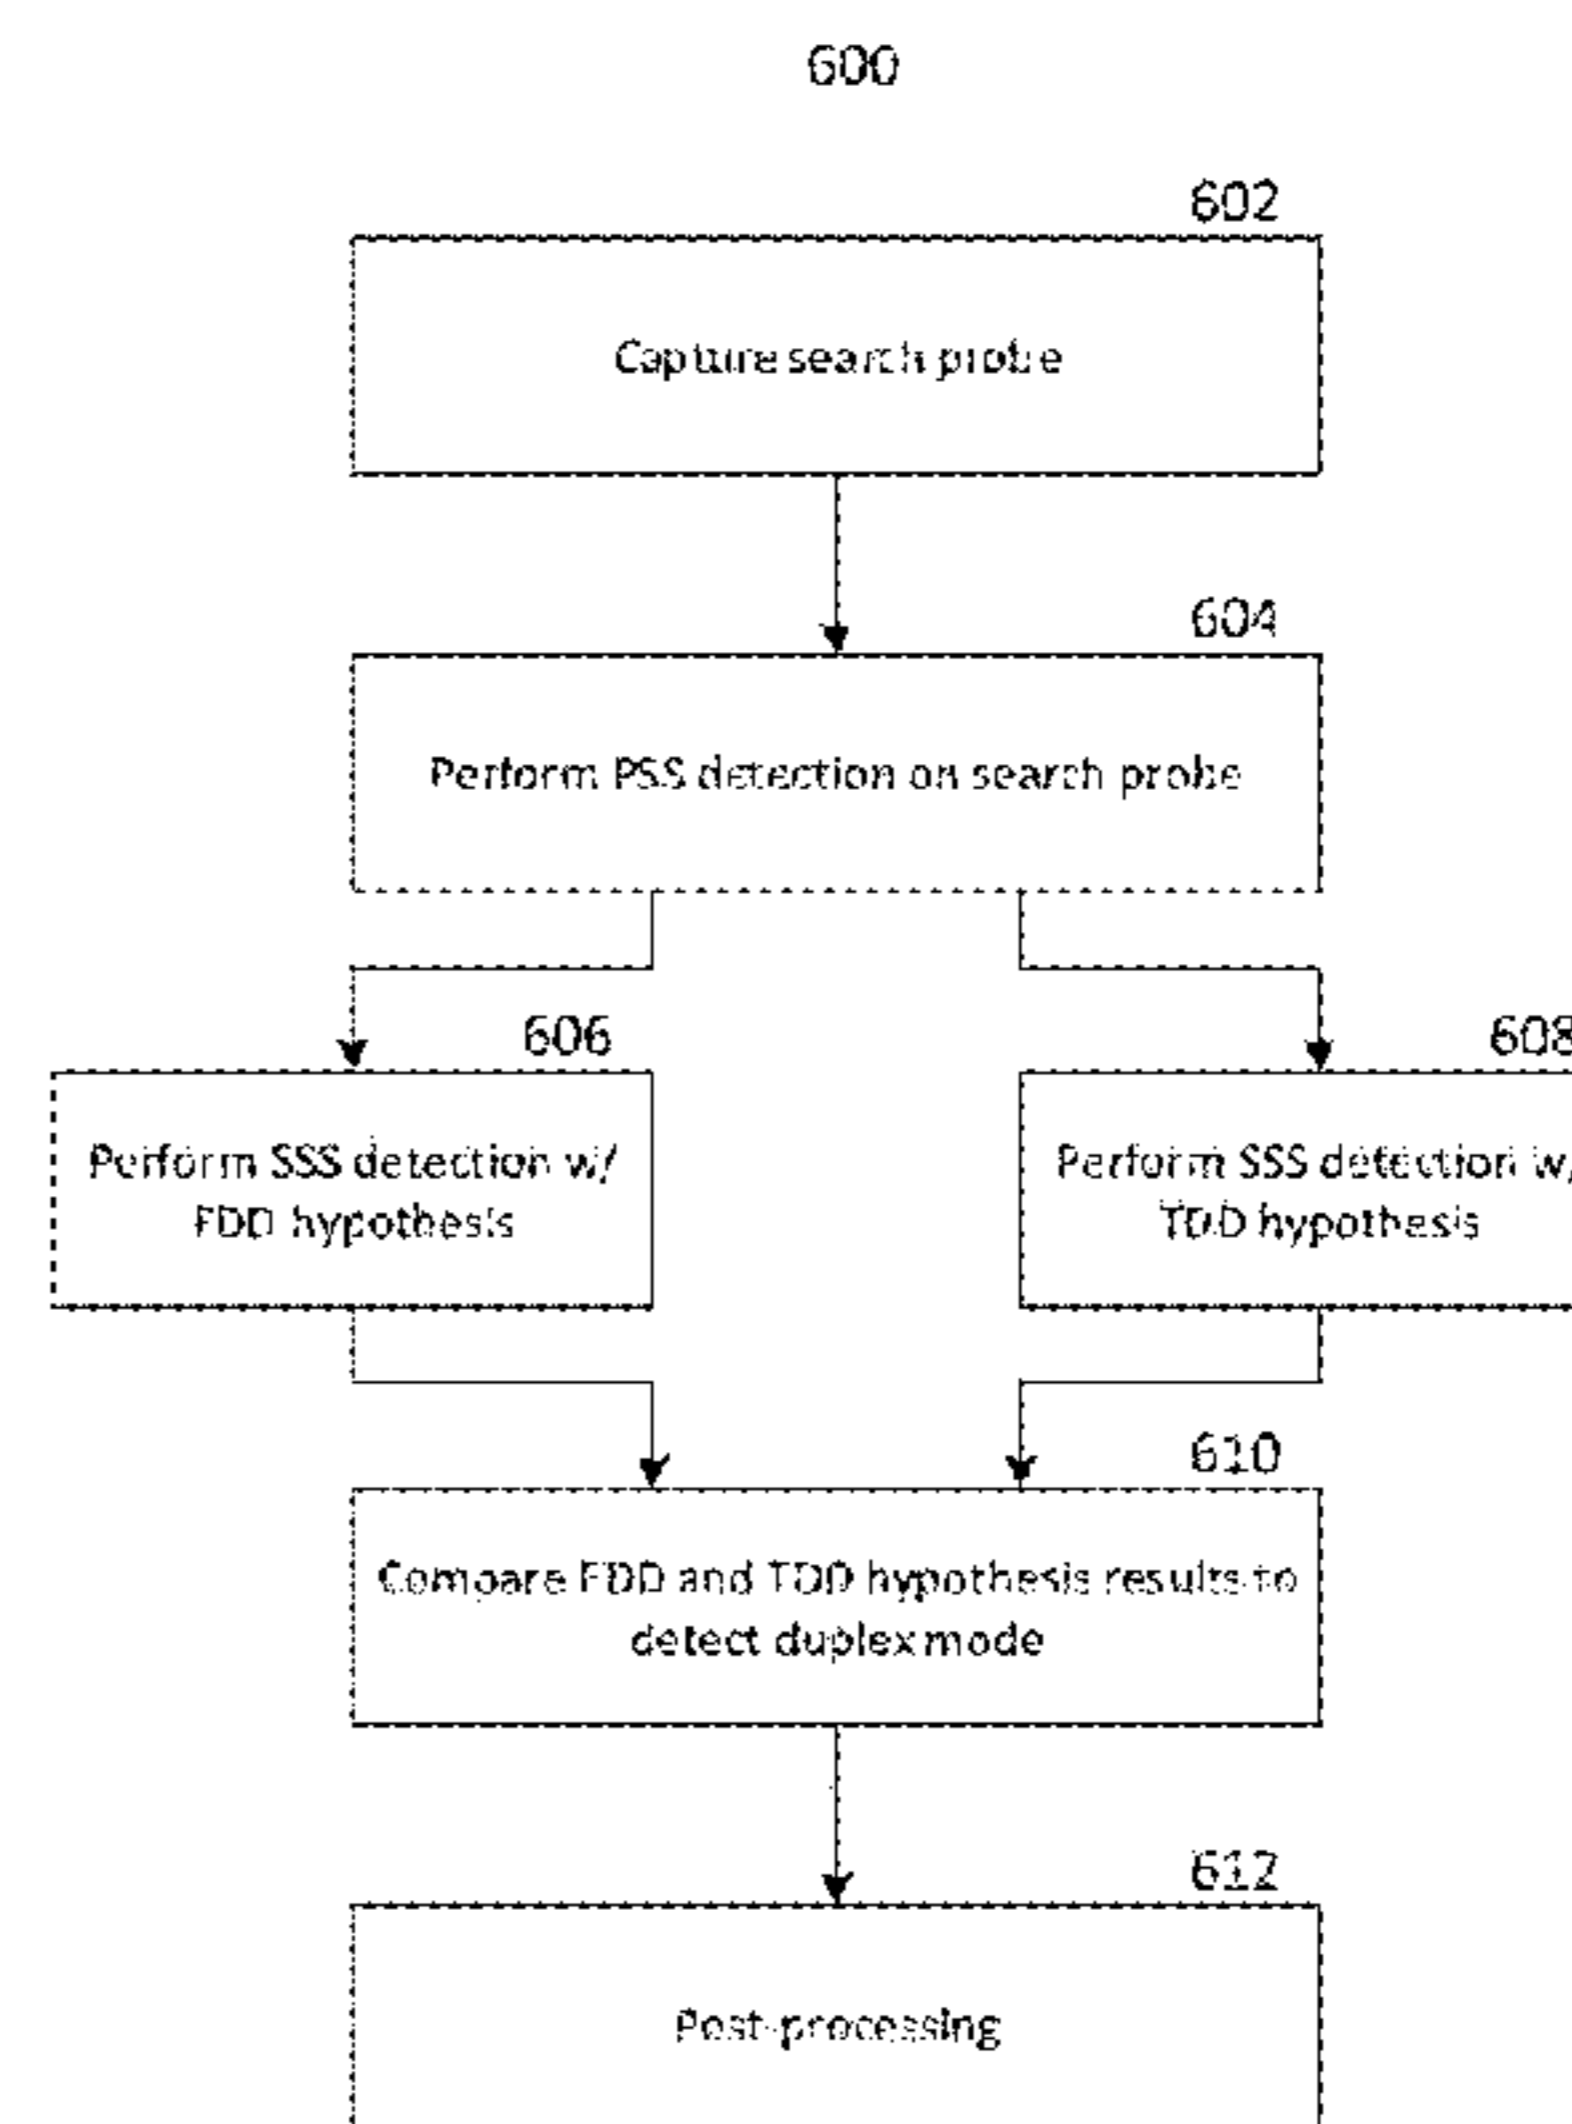 600
602
Capture search probe
604
Perform PSS detection on search probe
606
608
Perform SSS detection w/
FDD hypothesis
Perform SSS detection w/
TDD hypothesis
610
Compare FDD and TDD hypothesis results to
detect duplex mode
612
Post-processing